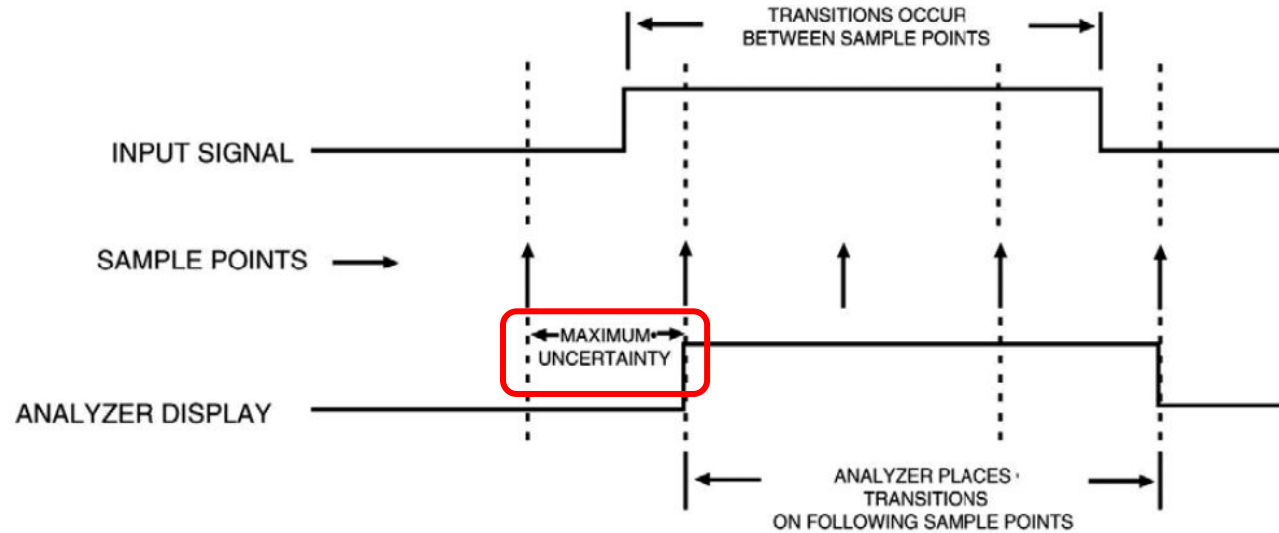 TRANSITIONS OCCUR
BETWEEN SAMPLE POINTS
INPUT SIGNAL
SAMPLE POINTS
MAXIMUM
UNCERTAINTY
ANALYZER DISPLAY
ANALYZER PLACES
TRANSITIONS
ON FOLLOWING SAMPLE POINTS